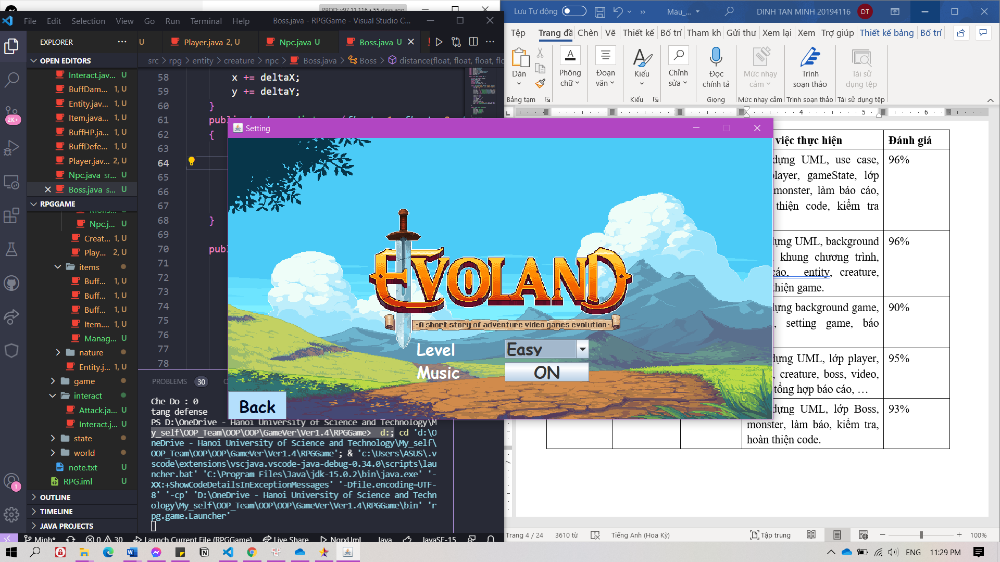 PROD: v97.11.116 • 55 days ago
File Edit Selection View Go Run Terminal Help
Boss.java - RPGGame - Visual Studio C...
EXPLORER
OPEN EDITORS
Interact.jav... U
BuffDam... 1, U
Entity.jav... 1, U
Item.java... 1, U
BuffHP.ja... 1, U
BuffDefe... 1, U
Player.jav... 2, U
Npc.java sr... U
Boss.java s... U
RPGGAME
Npc.j... U
Creat... 1, U
Play... 2, U
items
Buff... 1, U
Buff... 1, U
Buff... 1, U
Item.... 1, U
Manag... U
nature
Entity.j... 1, U
game
interact
Attack.ja... U
Interact.j... U
state
world
note.txt U
RPG.iml U
OUTLINE
TIMELINE
JAVA PROJECTS
2K+
1
U
Player.java 2, U
Npc.java U
Boss.java U
src > rpg > entity > creature > npc > Boss.java > Boss > distance(float, float, float, flo
58 x += deltaX;
59 y += deltaY;
60 }
61
62 {
63
64
65
66
67
68 }
69
70
71
72
73
74
75
76
77
78
PROBLEMS 30
Che Do : 0
tang defense
PS D:\OneDrive - Hanoi University of Science and Technology\M
y_self\OOP_Team\OOP\OOP\GameVer\Ver1.4\RPGGame> d:; cd 'd:\O
neDrive - Hanoi University of Science and Technology\My_self\
OOP_Team\OOP\OOP\GameVer\Ver1.4\RPGGame'; & 'c:\Users\ASUS\.v
scode\extensions\vscjava.vscode-java-debug-0.34.0\scripts\lau
ncher.bat' 'C:\Program Files\Java\jdk-15.0.2\bin\java.exe' '-
XX:+ShowCodeDetailsInExceptionMessages' '-Dfile.encoding=UTF-
8' '-cp' 'D:\OneDrive - Hanoi University of Science and Techn
ology\My_self\OOP_Team\OOP\OOP\GameVer\Ver1.4\RPGGame\bin' 'r
pg.game.Launcher'
Minh* 0 30 Launch Current File (RPGGame) Live Share NgrxUml Java JavaSE-15
Setting
EVOLAND
·A short story of adventure video games evolution·
Level Easy
Music ON
Back
Lưu Tự động
Mau_...
DINH TAN MINH 20194116 DT
Tệp Trang đầ Chèn Vẽ Thiết kế Bố trí Tham kh Gửi thư Xem lại Xem Trợ giúp Thiết kế bảng Bố trí
Dán
Phông chữ
Đoạn văn
Kiểu
Chỉnh sửa
Đọc chính tả
Mức nhạy cảm
Trình soạn thảo
Tái sử dụng tệp
Bảng tạm Kiểu Giọng Mức nhạy cảm Trình soạn thảo Tái sử dụng tệp
4 5 6
việc thực hiện Đánh giá
dựng UML, use case, 96%
player, gameState, lớp
monster, làm báo cáo,
thiện code, kiểm tra
dựng UML, background 96%
khung chương trình,
cáo, entity, creature,
thiện game.
dựng background game, 90%
setting game, báo
dựng UML, lớp player, 95%
creature, boss, video,
tổng hợp báo cáo, …
dựng UML, lớp Boss, 93%
monster, làm báo, kiểm tra,
hoàn thiện code.
7
Trang 4 / 24 3610 từ Tiếng Anh (Hoa Kỳ) Tập trung 100%
ENG 11:29 PM